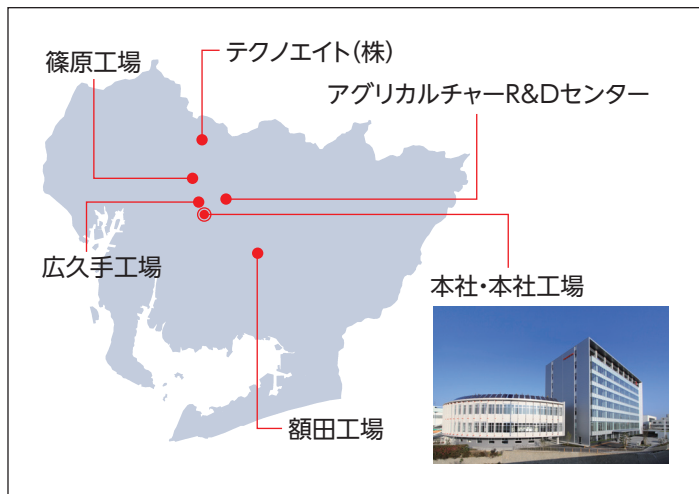 テクノエイト(株)
篠原工場
アグリカルチャーR&Dセンター
広久手工場
本社・本社工場
額田工場